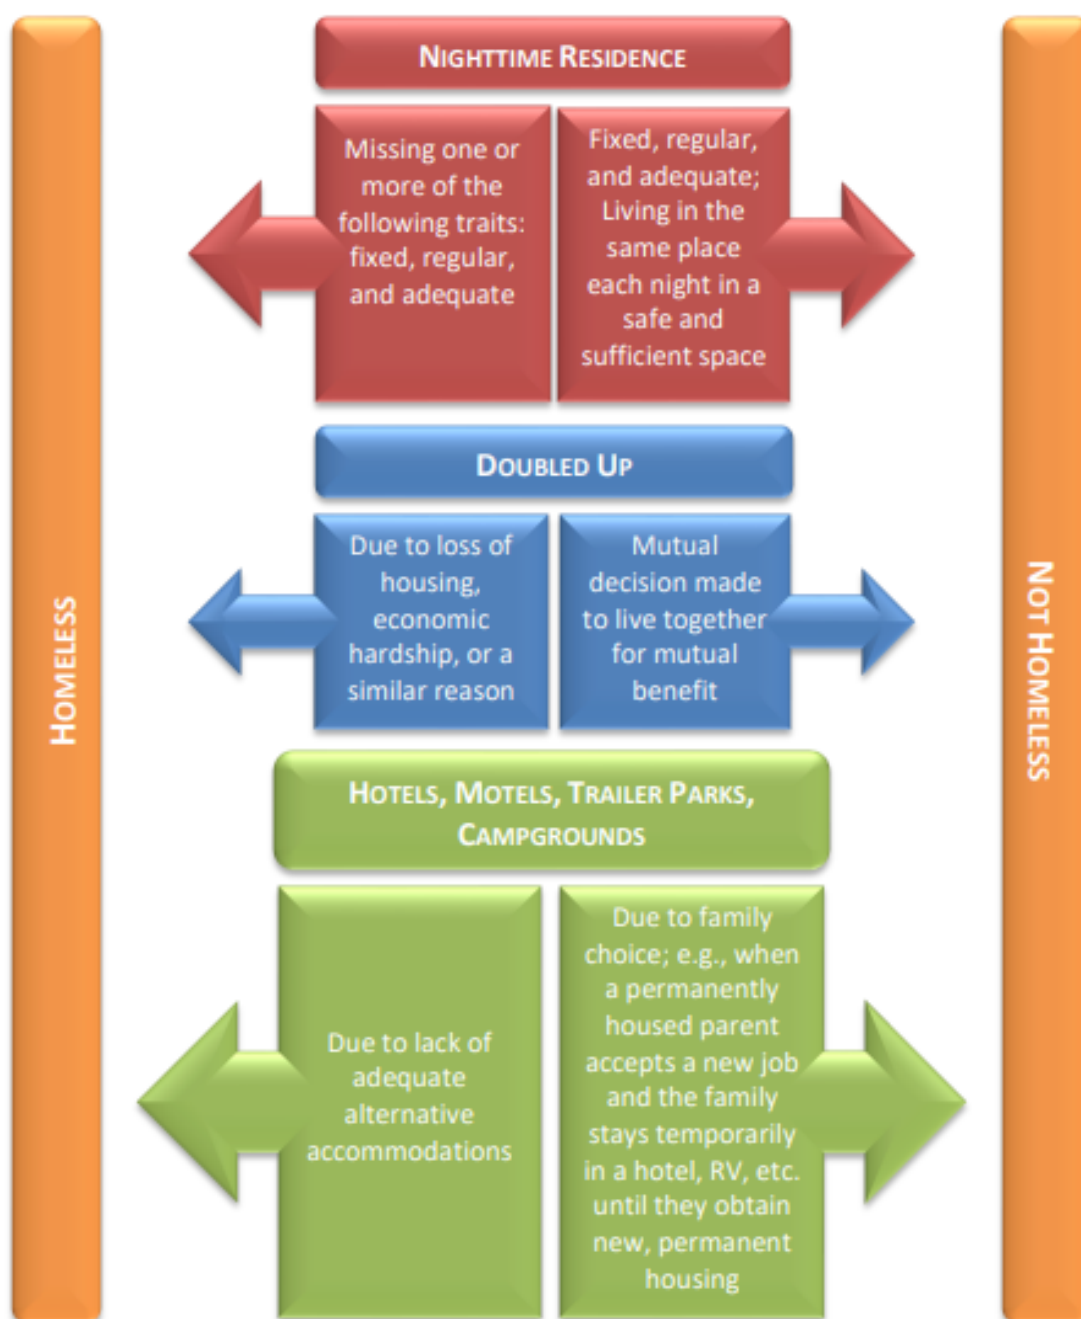 HOMELESS
NIGHTTIME RESIDENCE
Missing one or
more of the
following traits:
fixed, regular,
and adequate
Fixed, regular,
and adequate;
Living in the
same place
each night in a
safe and
sufficient space
DOUBLED UP
Due to loss of
housing,
economic
hardship, or a
similar reason
Mutual
decision made
to live together
for mutual
benefit
HOTELS, MOTELS, TRAILER PARKS,
CAMPGROUNDS
Due to lack of
adequate
alternative
accommodations
Due to family
choice; e.g., when
a permanently
housed parent
accepts a new job
and the family
stays temporarily
in a hotel, RV, etc.
until they obtain
new, permanent
housing
NOT HOMELESS